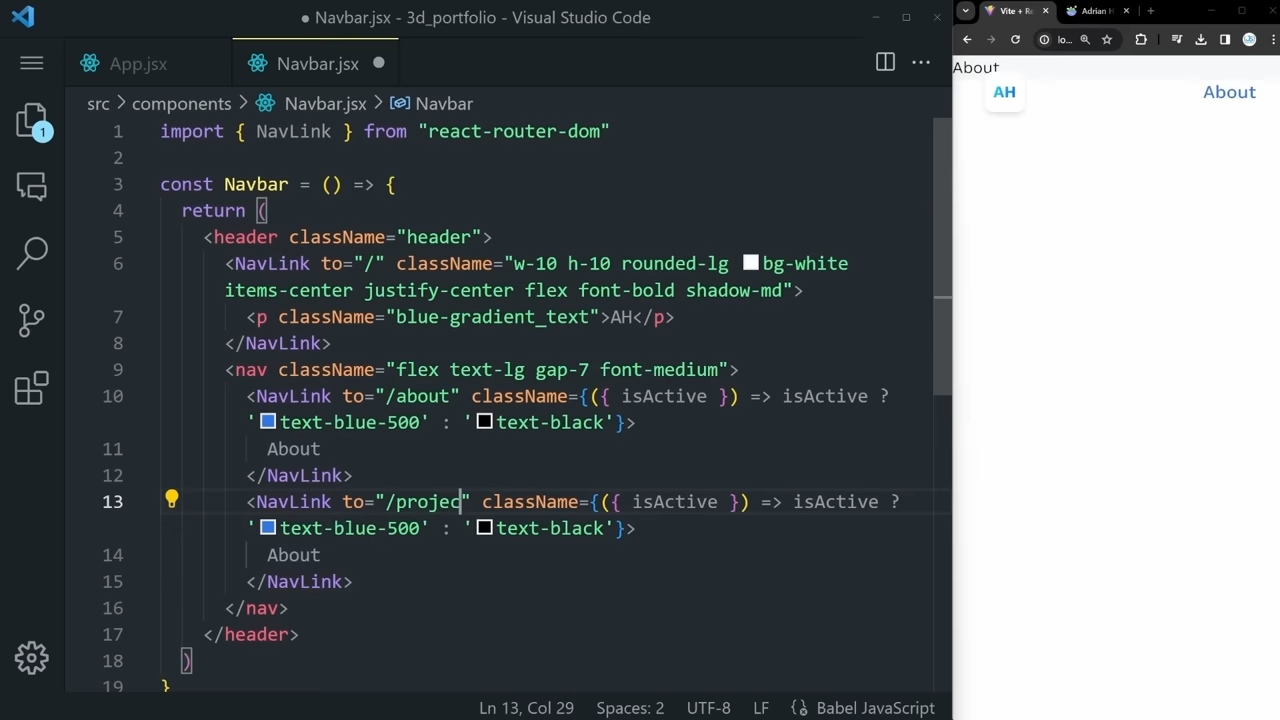 Navbar.jsx - 3d_portfolio - Visual Studio Code
App.jsx
Navbar.jsx
src > components > Navbar.jsx > Navbar
1 import { NavLink } from "react-router-dom"
2
3 const Navbar = () => {
4 return (
5 <header className="header">
6 <NavLink to="/" className="w-10 h-10 rounded-lg bg-white
items-center justify-center flex font-bold shadow-md">
7 <p className="blue-gradient_text">AH</p>
8 </NavLink>
9 <nav className="flex text-lg gap-7 font-medium">
10 <NavLink to="/about" className={({ isActive }) => isActive ?
'text-blue-500' : 'text-black'}>
11 About
12 </NavLink>
13 <NavLink to="/projec" className={({ isActive }) => isActive ?
'text-blue-500' : 'text-black'}>
14 About
15 </NavLink>
16 </nav>
17 </header>
18 )
19 }
1
Ln 13, Col 29 Spaces: 2 UTF-8 LF Babel JavaScript
Vite + Re
Adrian H
lo...
About
AH
About